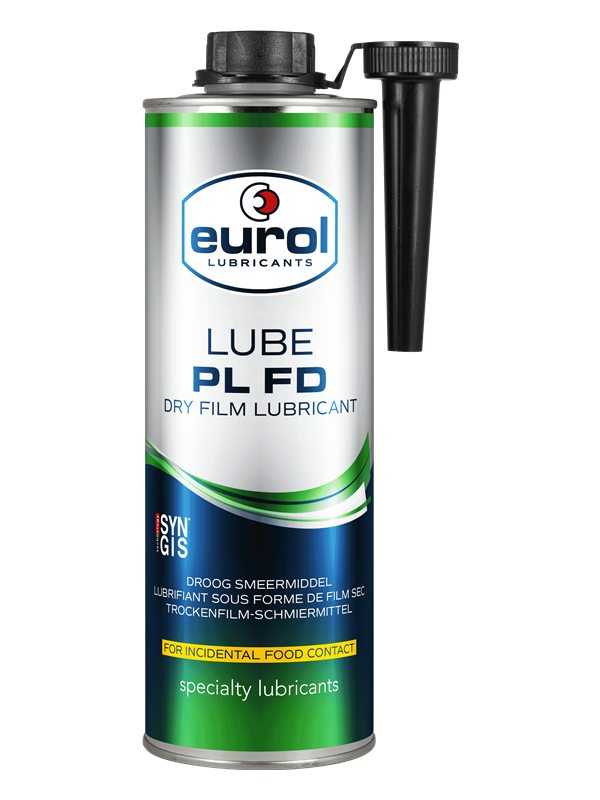 eurol
LUBRICANTS
LUBE
PL FD
DRY FILM LUBRICANT
SYN
GIS
DROOG SMEERMIDDEL
LUBRIFIANT SOUS FORME DE FILM SEC
TROCKENFILM-SCHMIERMITTEL
FOR INCIDENTAL FOOD CONTACT
specialty lubricants